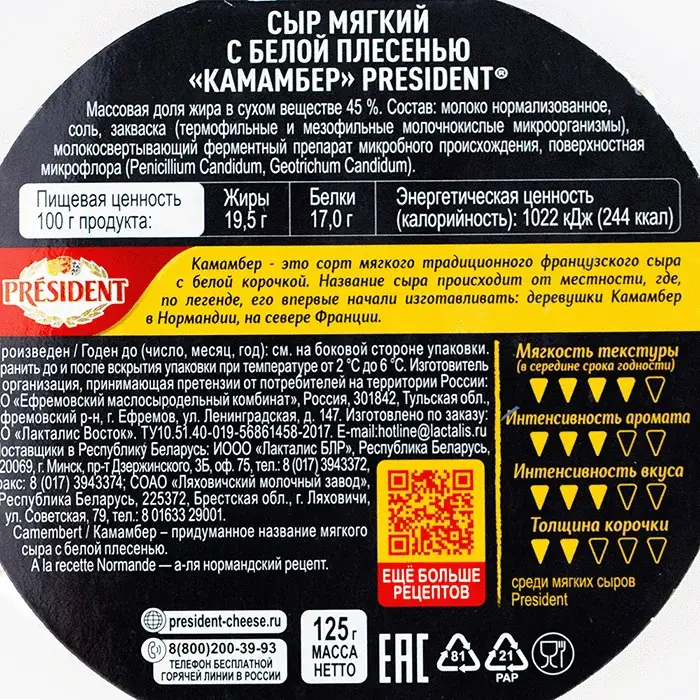 СЫР МЯГКИЙ
С БЕЛОЙ ПЛЕСЕНЬЮ
«КАМАМБЕР» PRESIDENT®
Массовая доля жира в сухом веществе 45 %. Состав: молоко нормализованное,
соль, закваска (термофильные и мезофильные молочнокислые микроорганизмы),
молокосвертывающий ферментный препарат микробного происхождения, поверхностная
микрофлора (Penicillium Candidum, Geotrichum Candidum).
Пищевая ценность
100 г продукта:
Жиры
19,5 г
Белки
17,0 г
Энергетическая ценность
(калорийность): 1022 кДж (244 ккал)
PRÉSIDENT
Камамбер - это сорт мягкого традиционного французского сыра
с белой корочкой. Название сыра происходит от местности, где,
по легенде, его впервые начали изготавливать: деревушки Камамбер
в Нормандии, на севере Франции.
роизведен / Годен до (число, месяц, год): см. на боковой стороне упаковки.
ранить до и после вскрытия упаковки при температуре от 2 °С до 6 °С. Изготовитель
организация, принимающая претензии от потребителей на территории России:
О «Ефремовский маслосыродельный комбинат», Россия, 301842, Тульская обл.,
фремовский р-н, г. Ефремов, ул. Ленинградская, д. 147. Изготовлено по заказу:
О «Лакталис Восток». ТУ10.51.40-019-56861458-2017. E-mail:hotline@lactalis.ru
оставщики в Республику Беларусь: ИООО «Лакталис БЛР», Республика Беларусь,
20069, г. Минск, пр-т Дзержинского, 3Б, оф. 75, тел.: 8 (017) 3943372,
факс: 8 (017) 3943374; СОАО «Ляховичский молочный завод»,
Республика Беларусь, 225372, Брестская обл., г. Ляховичи,
ул. Советская, 79, тел.: 8 01633 29001.
Camembert / Камамбер – придуманное название мягкого
сыра с белой плесенью.
A la recette Normande — а-ля нормандский рецепт.
Мягкость текстуры
(в середине срока годности)
Интенсивность аромата
Интенсивность вкуса
Толщина корочки
среди мягких сыров
President
ЕЩЁ БОЛЬШЕ
РЕЦЕПТОВ
president-cheese.ru
8(800)200-39-93
ТЕЛЕФОН БЕСПЛАТНОЙ
ГОРЯЧЕЙ ЛИНИИ В РОССИИ
125 г
МАССА
НЕТТО
EAC
81
21
PAP